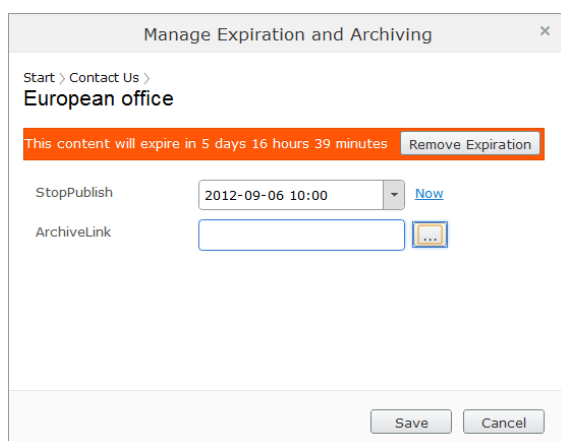 Manage Expiration and Archiving
Start > Contact Us >
European office
This content will expire in 5 days 16 hours 39 minutes Remove Expiration
StopPublish 2012-09-06 10:00 Now
ArchiveLink ...
Save Cancel